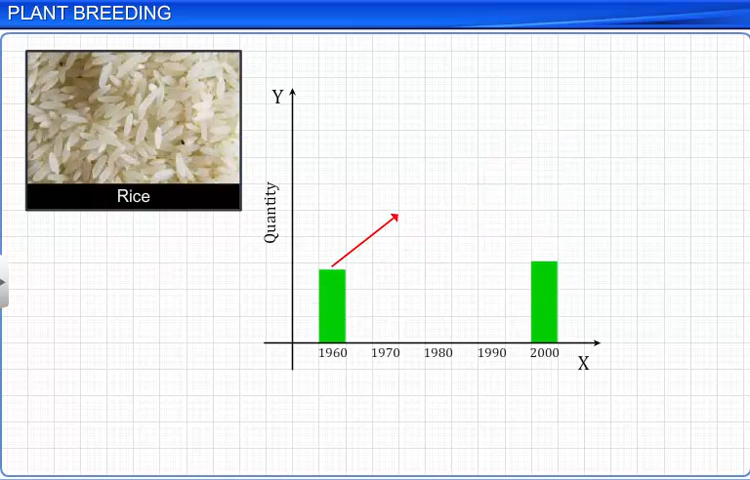 PLANT BREEDING
Rice
Y
Quantity
1960 1970 1980 1990 2000
X